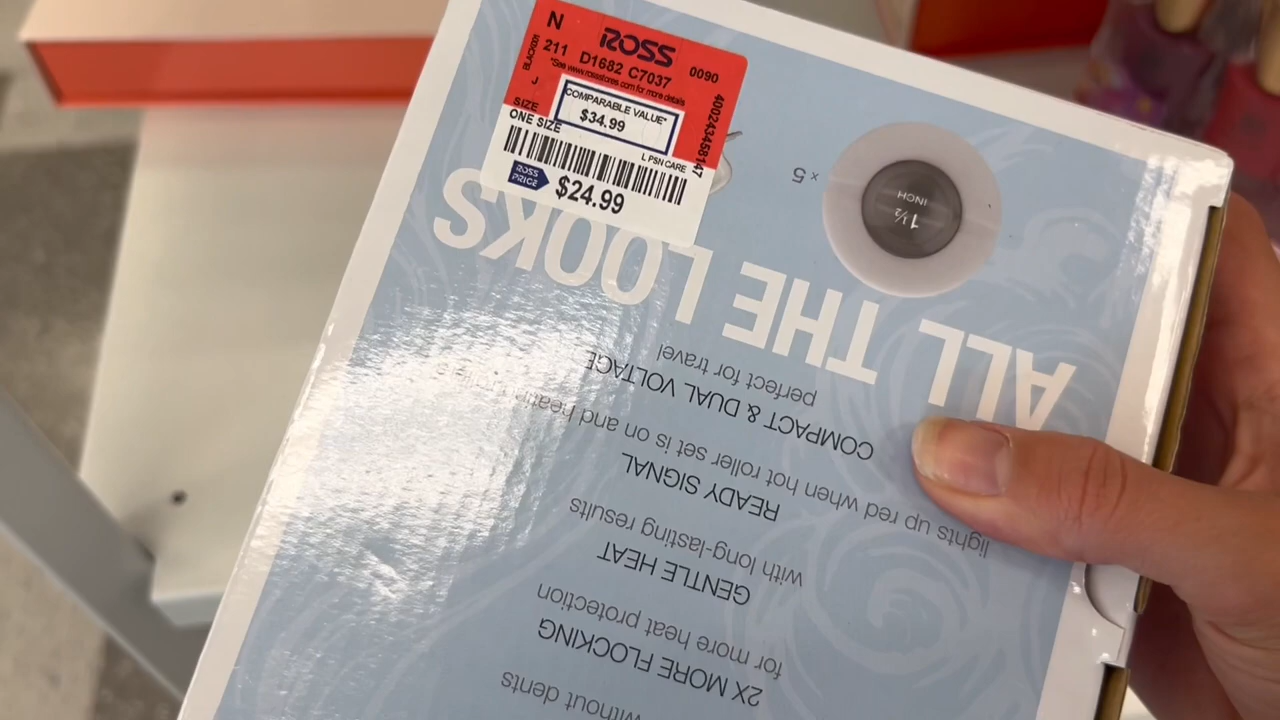 N
ROSS
211 D1682 C7037 0090
*See www.rossstores.com for more details
BLACK001
J
COMPARABLE VALUE*
$34.99
SIZE
ONE SIZE
L PSN CARE
400243458147
ROSS
PRICE
$24.99
1½
INCH
× 5
ALL THE LOOKS
COMPACT & DUAL VOLTAGE
perfect for travel
READY SIGNAL
lights up red when hot roller set is on and heating
GENTLE HEAT
with long-lasting results
2X MORE FLOCKING
for more heat protection
without dents